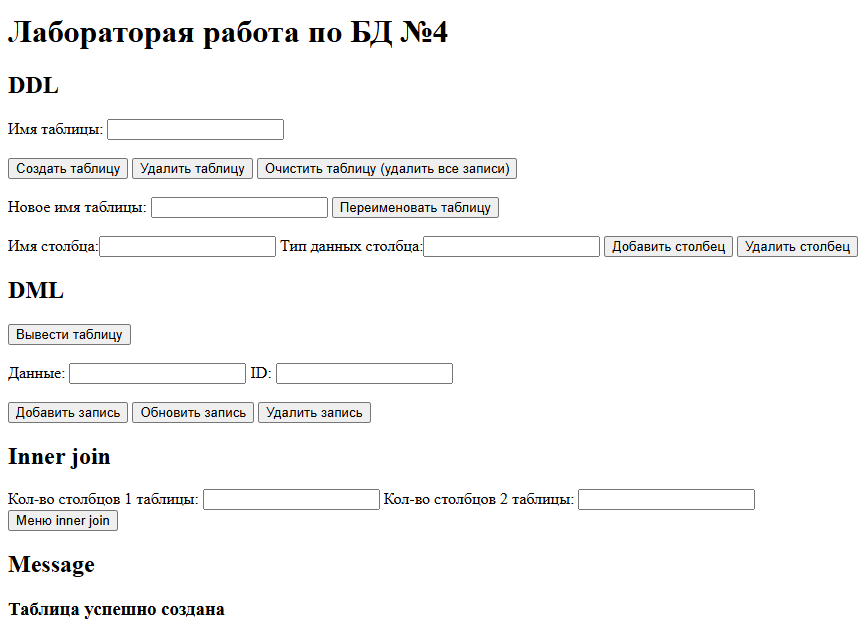 Лабораторая работа по БД №4
DDL
Имя таблицы:
Создать таблицу Удалить таблицу Очистить таблицу (удалить все записи)
Новое имя таблицы: Переименовать таблицу
Имя столбца: Тип данных столбца: Добавить столбец Удалить столбец
DML
Вывести таблицу
Данные: ID:
Добавить запись Обновить запись Удалить запись
Inner join
Кол-во столбцов 1 таблицы: Кол-во столбцов 2 таблицы:
Меню inner join
Message
Таблица успешно создана